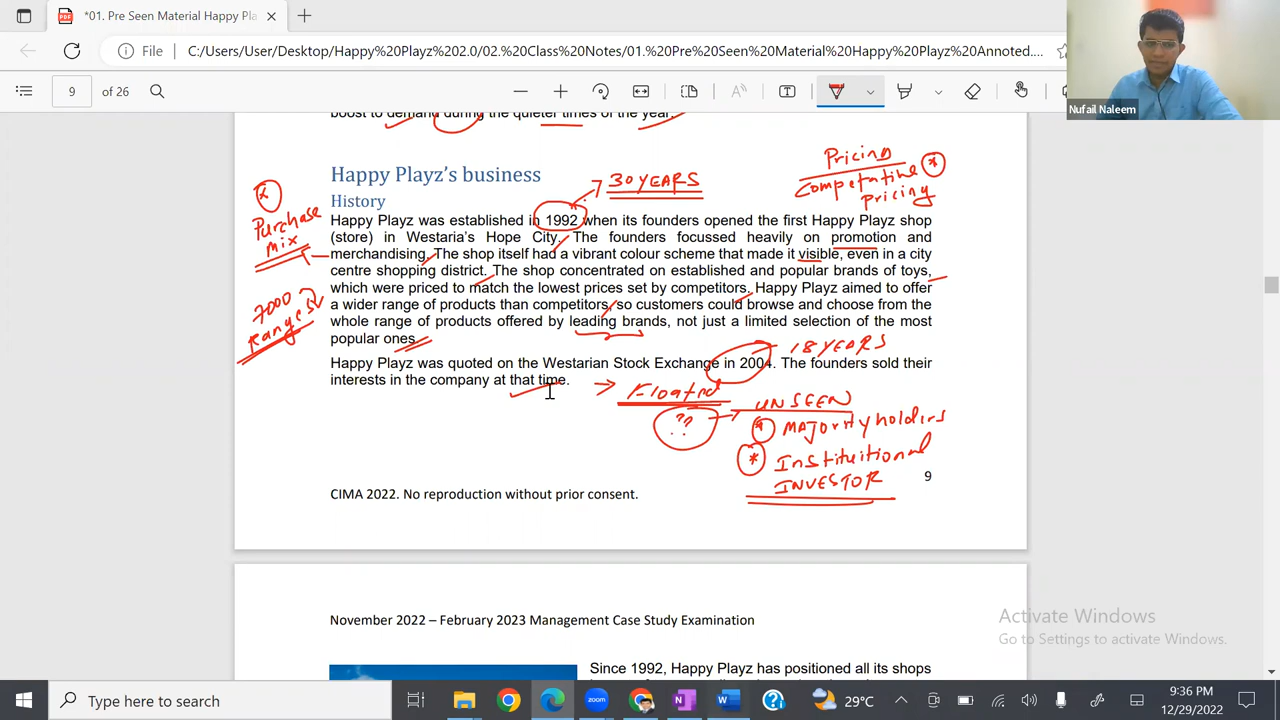 *01. Pre Seen Material Happy Pla
File
C:/Users/User/Desktop/Happy%20Playz%202.0/02.%20Class%20Notes/01.%20Pre%20Seen%20Material%20Happy%20Playz%20Annoted....
9 of 26
Nufail Naleem
boost to demand during the quieter times of the year.
Happy Playz's business
30 YEARS
Pricing
Competative *
Pricing
History
*
Purchase
mix
7000
Ranges
Happy Playz was established in 1992 when its founders opened the first Happy Playz shop
(store) in Westaria's Hope City. The founders focussed heavily on promotion and
merchandising. The shop itself had a vibrant colour scheme that made it visible, even in a city
centre shopping district. The shop concentrated on established and popular brands of toys,
which were priced to match the lowest prices set by competitors. Happy Playz aimed to offer
a wider range of products than competitors, so customers could browse and choose from the
whole range of products offered by leading brands, not just a limited selection of the most
popular ones.
18 YEARS
Happy Playz was quoted on the Westarian Stock Exchange in 2004. The founders sold their
interests in the company at that time.
Floated
??
UNSEEN
* MAJORITY holders
* Instituitional
INVESTOR
9
CIMA 2022. No reproduction without prior consent.
November 2022 – February 2023 Management Case Study Examination
Since 1992, Happy Playz has positioned all its shops
Activate Windows
Go to Settings to activate Windows.
Type here to search
29°C
9:36 PM
12/29/2022